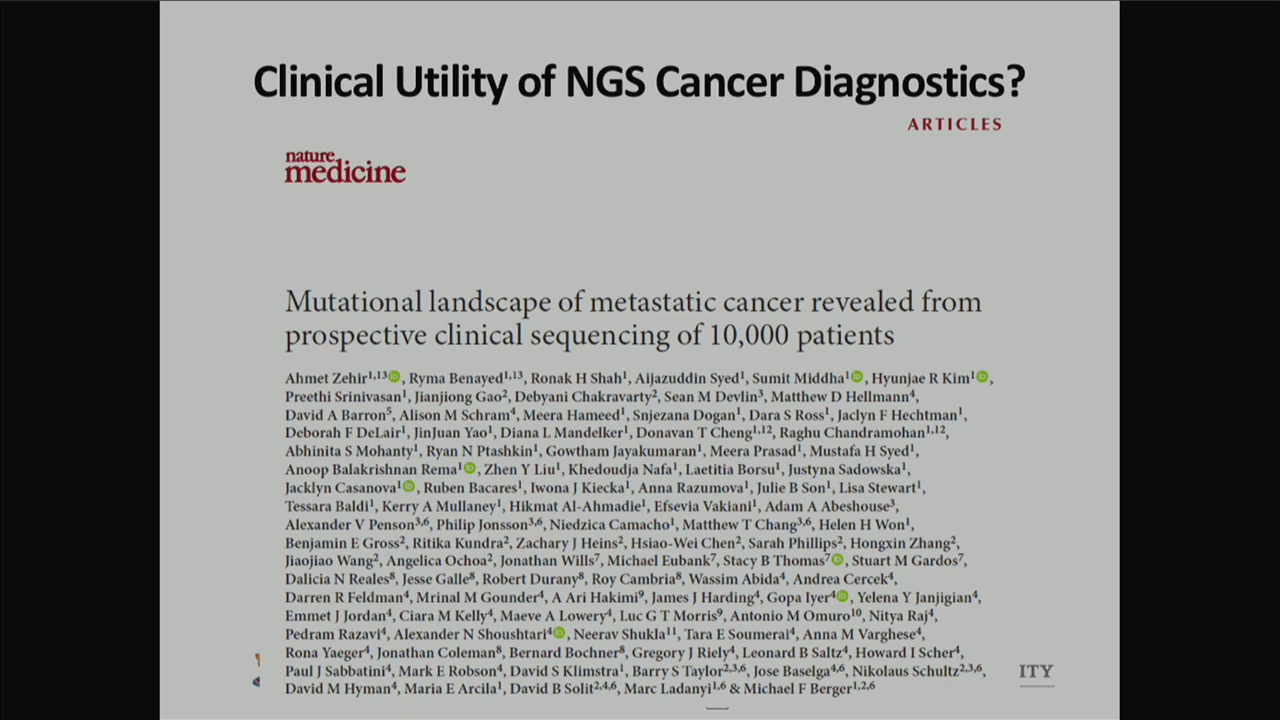 Clinical Utility of NGS Cancer Diagnostics?
ARTICLES
nature
medicine
Mutational landscape of metastatic cancer revealed from
prospective clinical sequencing of 10,000 patients
Ahmet Zehir1,13, Ryma Benayed1,13, Ronak H Shah1, Aijazuddin Syed1, Sumit Middha1, Hyunjae R Kim1,
Preethi Srinivasan1, Jianjiong Gao2, Debyani Chakravarty2, Sean M Devlin3, Matthew D Hellmann4,
David A Barron5, Alison M Schram4, Meera Hameed1, Snjezana Dogan1, Dara S Ross1, Jaclyn F Hechtman1,
Deborah F DeLair1, JinJuan Yao1, Diana L Mandelker1, Donavan T Cheng1,12, Raghu Chandramohan1,12,
Abhinita S Mohanty1, Ryan N Ptashkin1, Gowtham Jayakumaran1, Meera Prasad1, Mustafa H Syed1,
Anoop Balakrishnan Rema1, Zhen Y Liu1, Khedoudja Nafa1, Laetitia Borsu1, Justyna Sadowska1,
Jacklyn Casanova1, Ruben Bacares1, Iwona J Kiecka1, Anna Razumova1, Julie B Son1, Lisa Stewart1,
Tessara Baldi1, Kerry A Mullaney1, Hikmat Al-Ahmadie1, Efsevia Vakiani1, Adam A Abeshouse3,
Alexander V Penson3,6, Philip Jonsson3,6, Niedzica Camacho1, Matthew T Chang3,6, Helen H Won1,
Benjamin E Gross2, Ritika Kundra2, Zachary J Heins2, Hsiao-Wei Chen2, Sarah Phillips2, Hongxin Zhang2,
Jiaojiao Wang2, Angelica Ochoa2, Jonathan Wills7, Michael Eubank7, Stacy B Thomas7, Stuart M Gardos7,
Dalicia N Reales8, Jesse Galle8, Robert Durany8, Roy Cambria8, Wassim Abida4, Andrea Cercek4,
Darren R Feldman4, Mrinal M Gounder4, A Ari Hakimi9, James J Harding4, Gopa Iyer4, Yelena Y Janjigian4,
Emmet J Jordan4, Ciara M Kelly4, Maeve A Lowery4, Luc G T Morris9, Antonio M Omuro10, Nitya Raj4,
Pedram Razavi4, Alexander N Shoushtari4, Neerav Shukla11, Tara E Soumerai4, Anna M Varghese4,
Rona Yaeger4, Jonathan Coleman8, Bernard Bochner8, Gregory J Riely4, Leonard B Saltz4, Howard I Scher4,
Paul J Sabbatini4, Mark E Robson4, David S Klimstra1, Barry S Taylor2,3,6, Jose Baselga4,6, Nikolaus Schultz2,3,6,
David M Hyman4, Maria E Arcila1, David B Solit2,4,6, Marc Ladanyi1,6 & Michael F Berger1,2,6
ITY